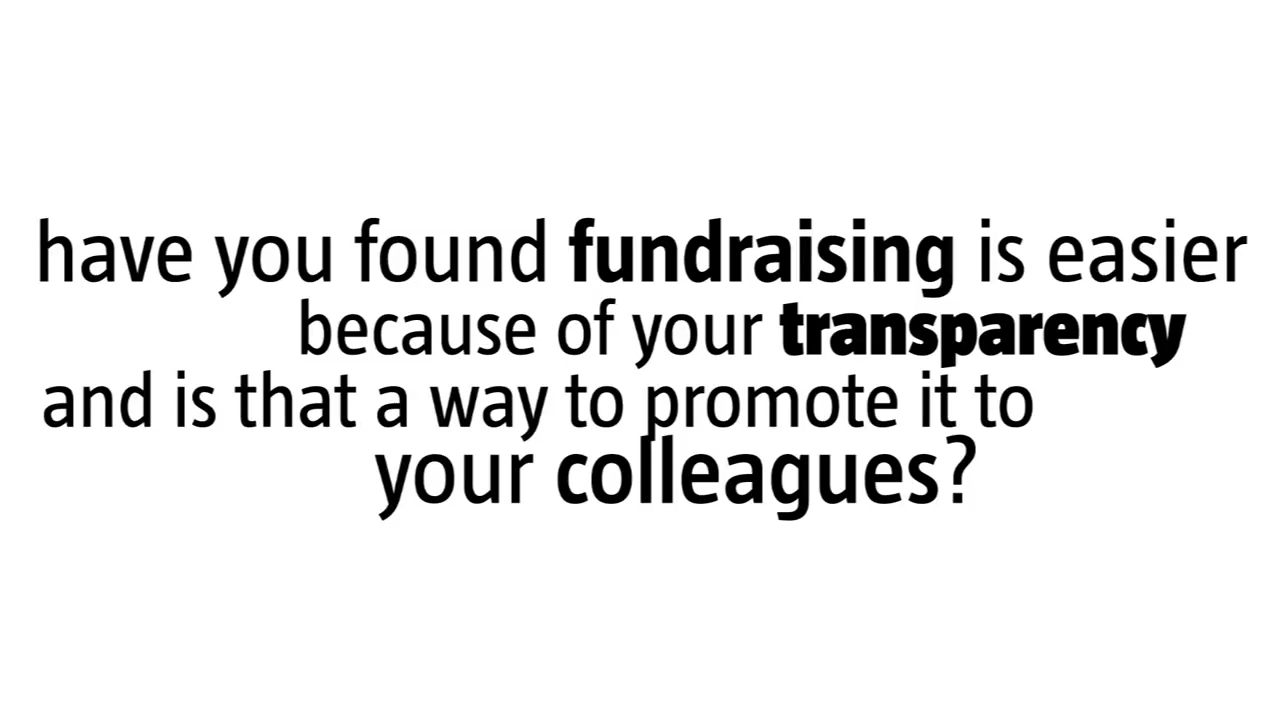 have you found fundraising is easier
because of your transparency
and is that a way to promote it to
your colleagues?